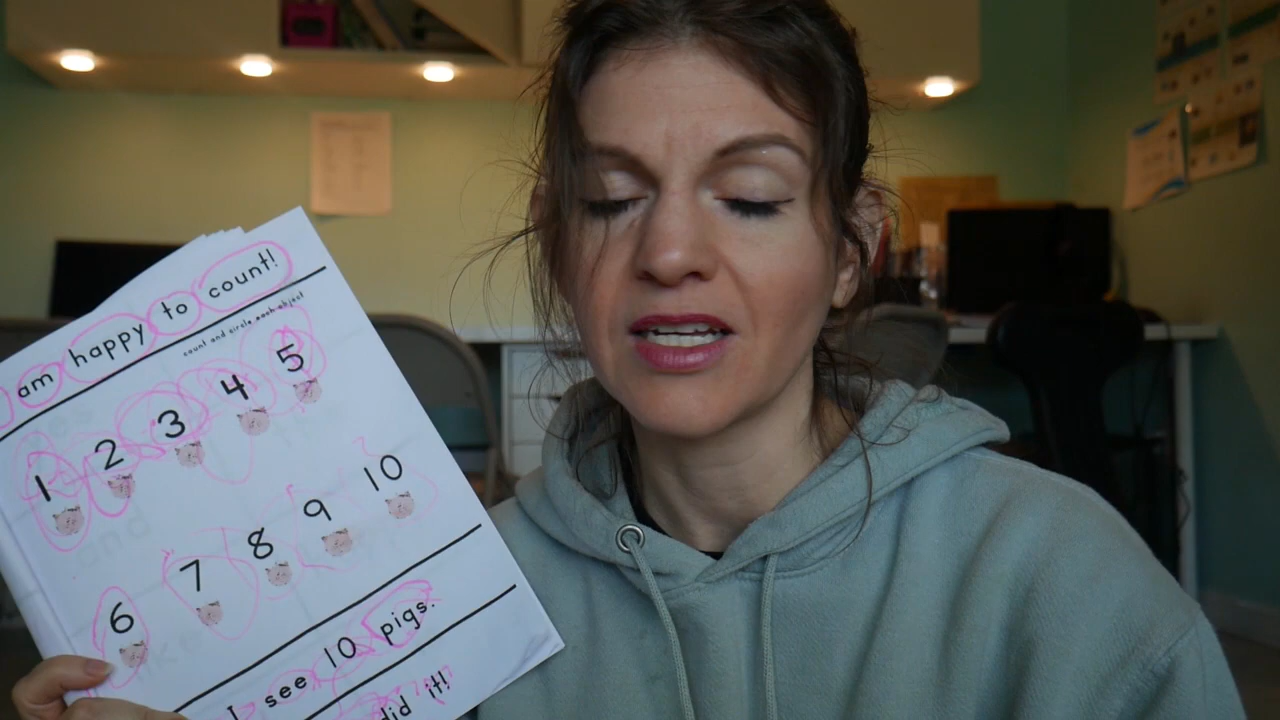 am happy to count!
count and circle each object
1 2 3 4 5
6 7 8 9 10
I see 10 pigs.
did it!